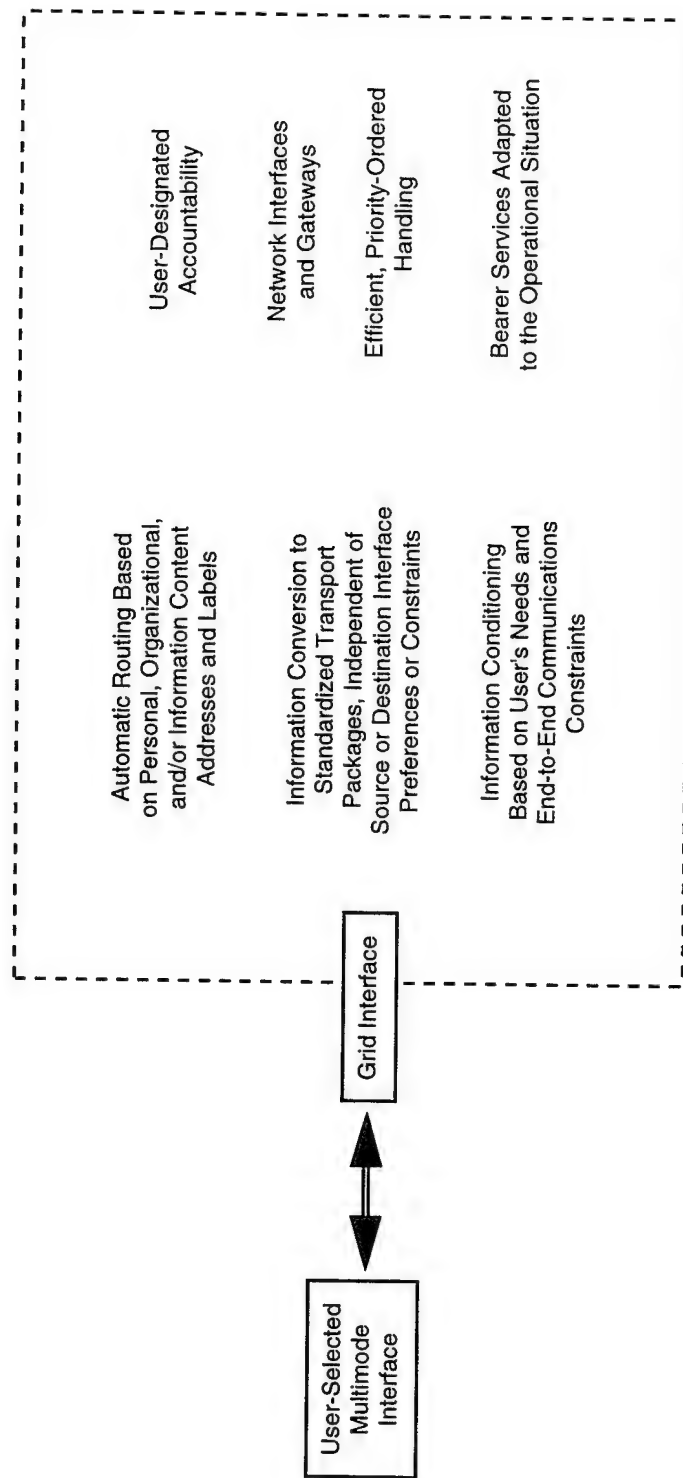 User-Selected
Multimode
Interface
Grid Interface
Automatic Routing Based
on Personal, Organizational,
and/or Information Content
Addresses and Labels
Information Conversion to
Standardized Transport
Packages, Independent of
Source or Destination Interface
Preferences or Constraints
Information Conditioning
Based on User's Needs and
End-to-End Communications
Constraints
User-Designated
Accountability
Network Interfaces
and Gateways
Efficient, Priority-Ordered
Handling
Bearer Services Adapted
to the Operational Situation